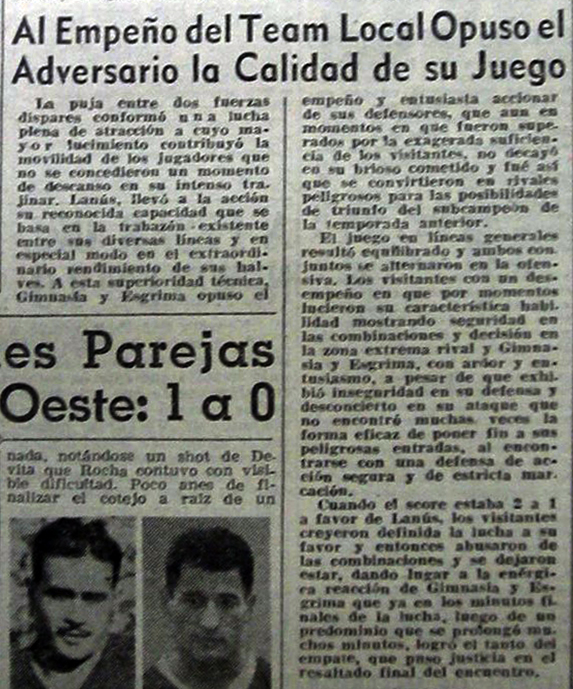 Al Empeño del Team Local Opuso el
Adversario la Calidad de su Juego
La puja entre dos fuerzas
dispares conformó una lucha
plena de atracción a cuyo ma-
yor lucimiento contribuyó la
movilidad de los jugadores que
no se concedieron un momento
de descanso en su intenso tra-
jinar. Lanús, llevó a la acción
su reconocida capacidad que se
basa en la trabazón existente
entre sus diversas líneas y en
especial modo en el extraordi-
nario rendimiento de sus hal-
ves. A esta superioridad técnica,
Gimnasia y Esgrima opuso el
empeño y entusiasta accionar
de sus defensores, que aun en
momentos en que fueron supe-
rados por la exagerada suficien-
cia de los visitantes, no decayó
en su brioso cometido y fué así
que se convirtieron en rivales
peligrosos para las posibilidades
de triunfo del subcampeón de
la temporada anterior.
El juego en líneas generales
resultó equilibrado y ambos con-
juntos se alternaron en la ofen-
siva. Los visitantes con un des-
empeño en que por momentos
lucieron su característica habi-
lidad mostrando seguridad en
las combinaciones y decisión en
la zona extrema rival y Gimna-
sia y Esgrima, con ardor y en-
tusiasmo, a pesar de que exhi-
bió inseguridad en su defensa y
desconcierto en su ataque que
no encontró muchas veces la
forma eficaz de poner fin a sus
peligrosas entradas, al encon-
trarse con una defensa de ac-
ción segura y de estricta mar-
cación.
Cuando el score estaba 2 a 1
a favor de Lanús, los visitantes
creyeron definida la lucha a su
favor y entonces abusaron de
las combinaciones y se dejaron
estar, dando lugar a la enérgi-
ca reacción de Gimnasia y Es-
grima que ya en los minutos fi-
nales de la lucha, luego de un
predominio que se prolongó mu-
chos minutos, logró el tanto del
empate, que puso justicia en el
resaltado final del encuentro.
es Parejas
Oeste: 1 a 0
nada, notándose un shot de De-
vita que Rocha contuvo con visi-
ble dificultad. Poco anes de fi-
nalizar el cotejo a raíz de un